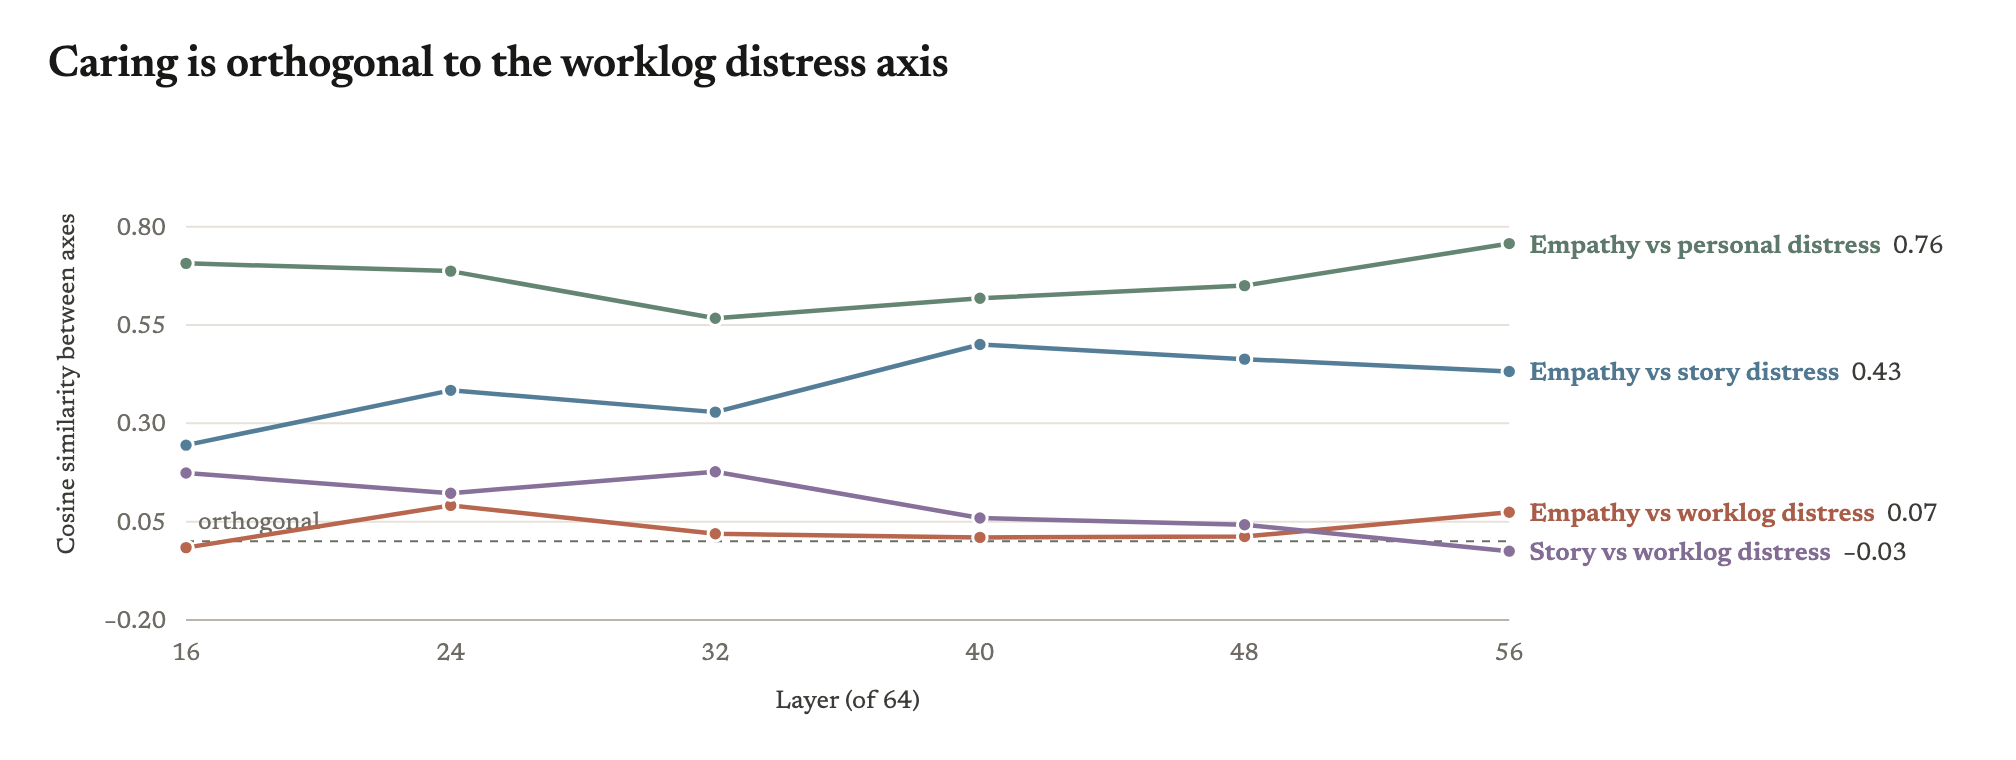 Caring is orthogonal to the worklog distress axis
Cosine similarity between axes
0.80
0.55
0.30
0.05
−0.20
orthogonal
Empathy vs personal distress 0.76
Empathy vs story distress 0.43
Empathy vs worklog distress 0.07
Story vs worklog distress −0.03
16 24 32 40 48 56
Layer (of 64)